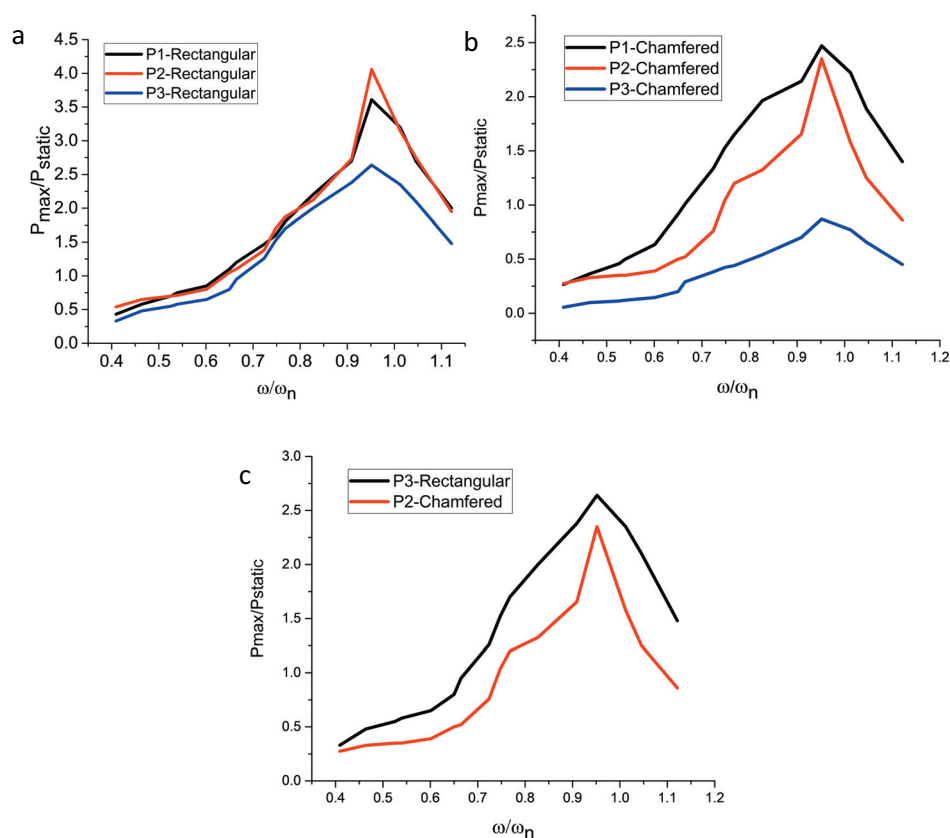 a
P1-Rectangular
P2-Rectangular
P3-Rectangular
Pmax/Pstatic
4.5
4.0
3.5
3.0
2.5
2.0
1.5
1.0
0.5
0.0
0.4 0.5 0.6 0.7 0.8 0.9 1.0 1.1
ω/ωn
b
P1-Chamfered
P2-Chamfered
P3-Chamfered
Pmax/Pstatic
2.5
2.0
1.5
1.0
0.5
0.0
0.4 0.5 0.6 0.7 0.8 0.9 1.0 1.1 1.2
ω/ωn
c
P3-Rectangular
P2-Chamfered
Pmax/Pstatic
3.0
2.5
2.0
1.5
1.0
0.5
0.0
0.4 0.5 0.6 0.7 0.8 0.9 1.0 1.1 1.2
ω/ωn